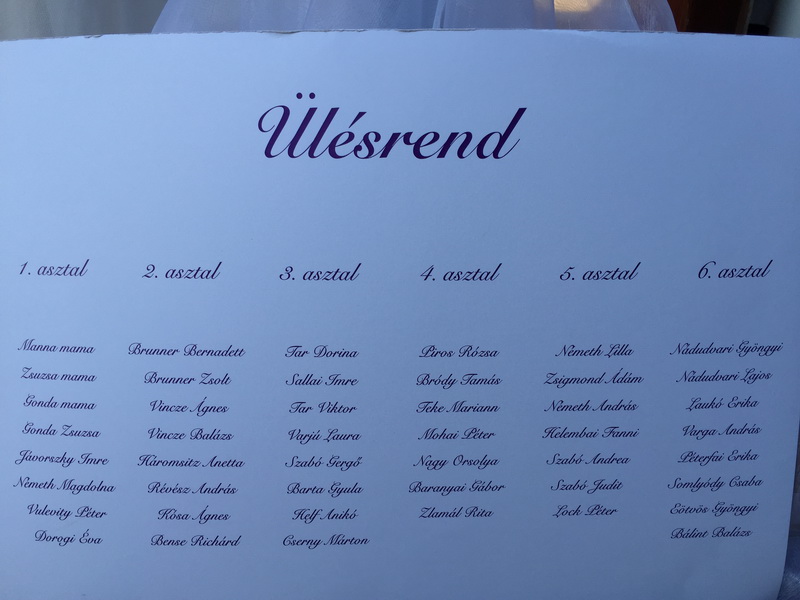 Ülésrend
1. asztal
Manna mama
Zsuzsa mama
Gonda mama
Gonda Zsuzsa
Jávorszky Imre
Németh Magdolna
Vulevity Péter
Dorogi Éva
2. asztal
Brunner Bernadett
Brunner Zsolt
Vincze Ágnes
Vincze Balázs
Háromsitz Anetta
Révész András
Kósa Ágnes
Bense Richárd
3. asztal
Tar Dorina
Sallai Imre
Tar Viktor
Varjú Laura
Szabó Gergő
Barta Gyula
Helf Anikó
Cserny Márton
4. asztal
Piros Rózsa
Bródy Tamás
Teke Mariann
Mohai Péter
Nagy Orsolya
Baranyai Gábor
Zlamál Rita
5. asztal
Németh Lilla
Zsigmond Ádám
Németh András
Helembai Fanni
Szabó Andrea
Szabó Judit
Lock Péter
6. asztal
Nádudvari Gyöngyi
Nádudvari Lajos
Laukó Erika
Varga András
Péterfai Erika
Somlyódy Csaba
Eötvös Gyöngyi
Bálint Balázs